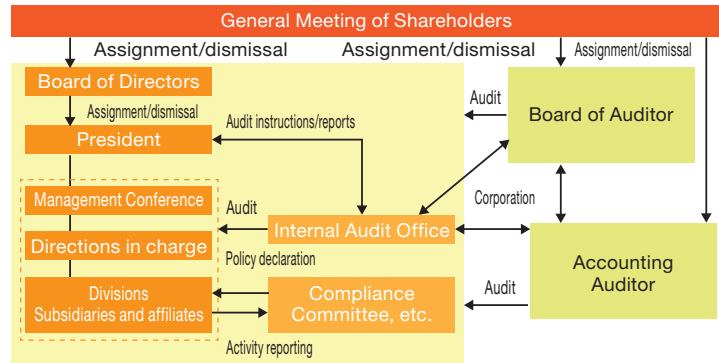 General Meeting of Shareholders
Assignment/dismissal
Assignment/dismissal
Assignment/dismissal
Board of Directors
Assignment/dismissal
President
Audit instructions/reports
Audit
Board of Auditor
Management Conference
Audit
Internal Audit Office
Corporation
Directions in charge
Policy declaration
Divisions
Subsidiaries and affiliates
Compliance
Committee, etc.
Audit
Accounting
Auditor
Activity reporting